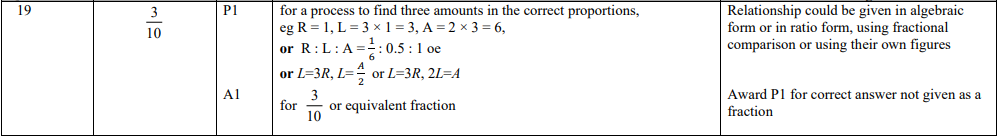 19
3/10
P1
for a process to find three amounts in the correct proportions,
eg R = 1, L = 3 × 1 = 3, A = 2 × 3 = 6,
or R : L : A = 1/6 : 0.5 : 1 oe
or L=3R, L= A/2 or L=3R, 2L=A
Relationship could be given in algebraic
form or in ratio form, using fractional
comparison or using their own figures
A1
for 3/10 or equivalent fraction
Award P1 for correct answer not given as a
fraction